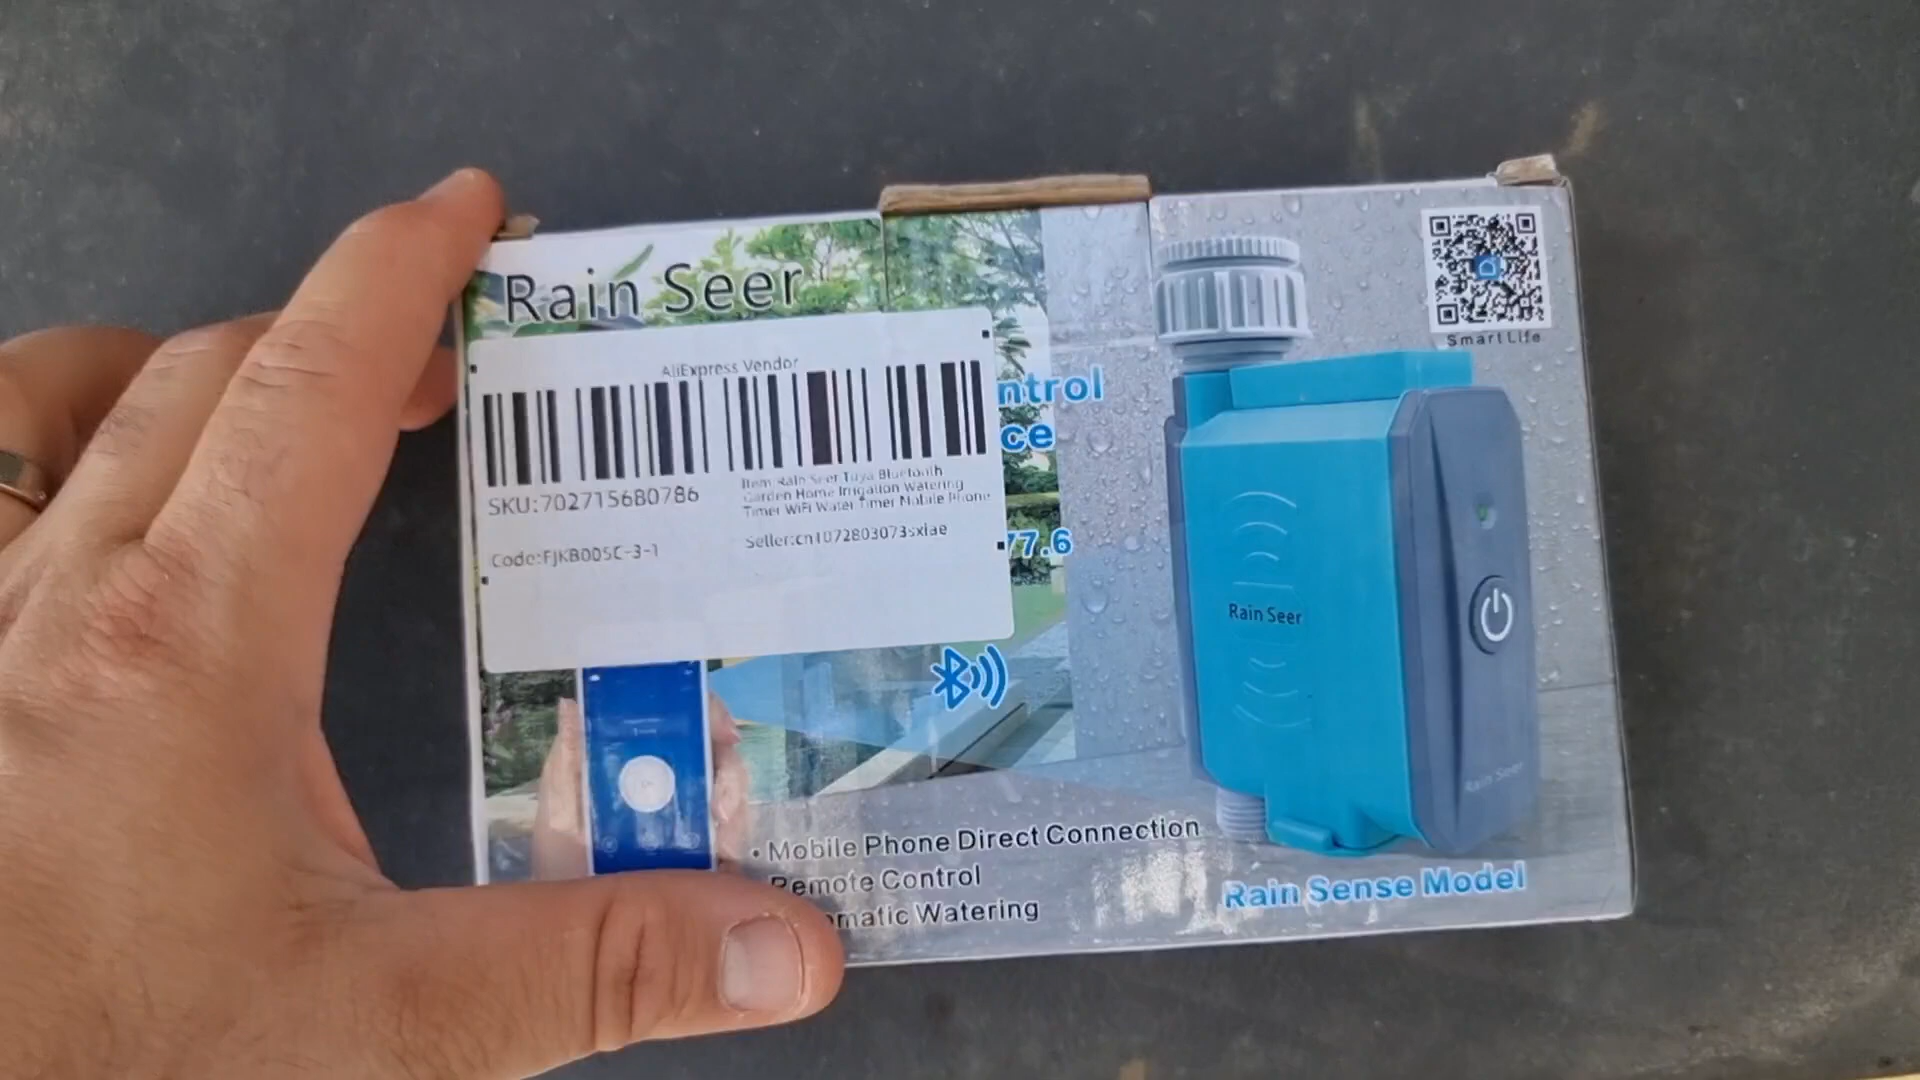 Rain Seer
AliExpress Vendor
SKU:7027156B0786
Item Rain Seer Tuya Bluetooth
Garden Home Irrigation Watering
Timer WiFi Water Timer Mobile Phone
Code:FJKB005C-3-1
Seller:cn1072803073sxiae
ntrol
ce
77.6
Smart Life
Rain Seer
Rain Seer
• Mobile Phone Direct Connection
Remote Control
omatic Watering
Rain Sense Model